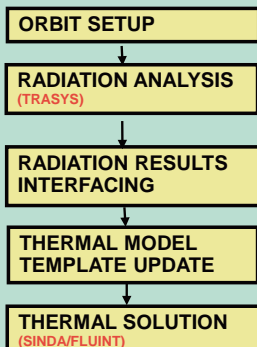 ORBIT SETUP
RADIATION ANALYSIS
(TRASYS)
RADIATION RESULTS
INTERFACING
THERMAL MODEL
TEMPLATE UPDATE
THERMAL SOLUTION
(SINDA/FLUINT)